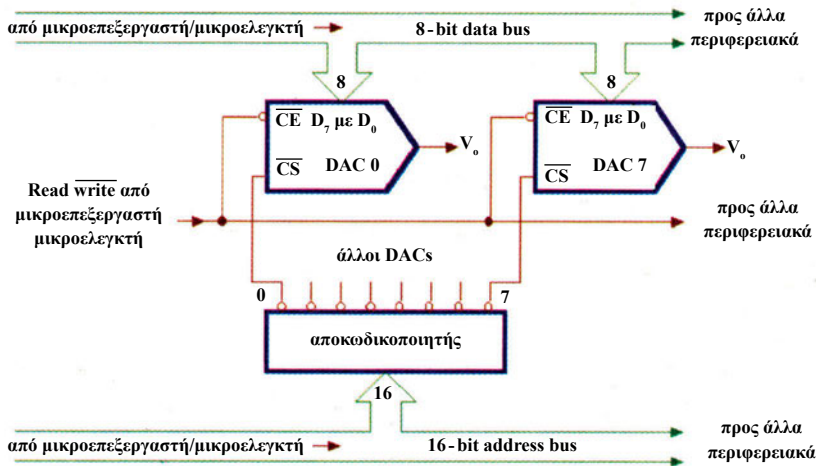 από μικροεπεξεργαστή/μικροελεγκτή
8-bit data bus
προς άλλα
περιφερειακά
8
8
CE D7 με D0
CS DAC 0
Vo
CE D7 με D0
CS DAC 7
Vo
Read write από
μικροεπεξεργαστή
μικροελεγκτή
προς άλλα
περιφερειακά
άλλοι DACs
0
7
αποκωδικοποιητής
16
από μικροεπεξεργαστή/μικροελεγκτή
16-bit address bus
προς άλλα
περιφερειακά